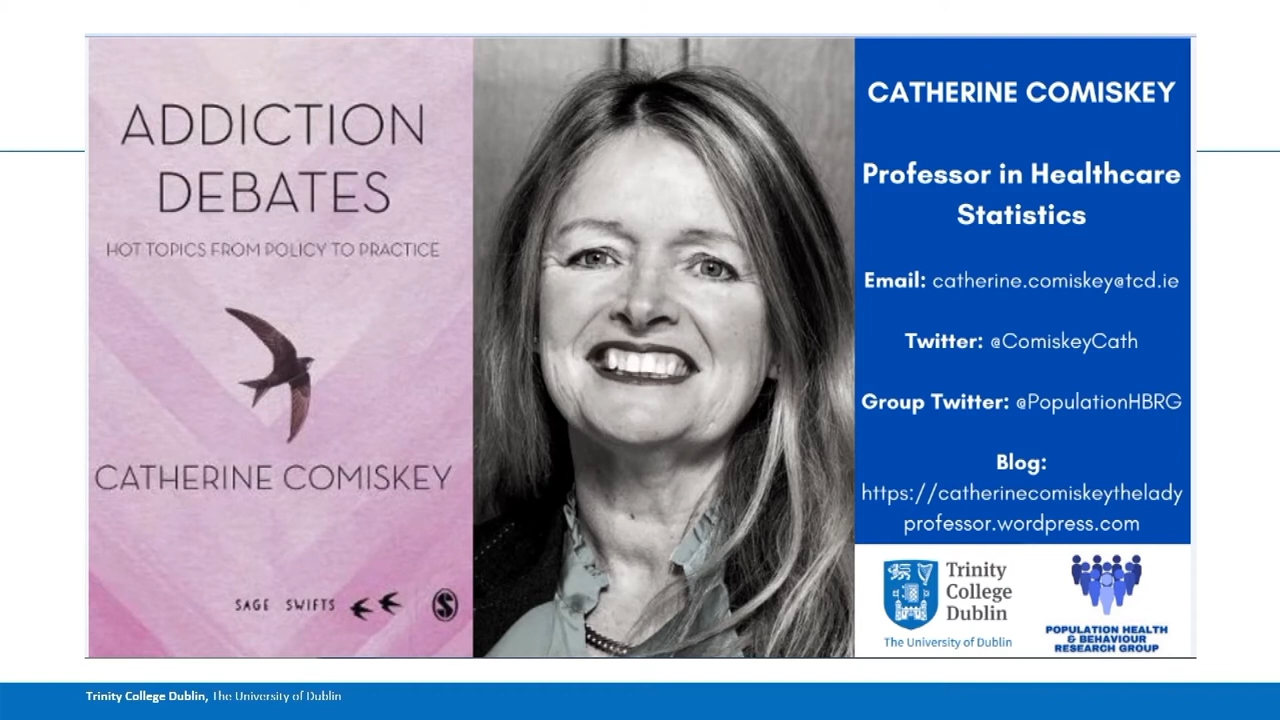 ADDICTION
DEBATES
HOT TOPICS FROM POLICY TO PRACTICE
CATHERINE COMISKEY
SAGE SWIFTS
S
CATHERINE COMISKEY
Professor in Healthcare
Statistics
Email: catherine.comiskey@tcd.ie
Twitter: @ComiskeyCath
Group Twitter: @PopulationHBRG
Blog:
https://catherinecomiskeythelady
professor.wordpress.com
Trinity
College
Dublin
The University of Dublin
POPULATION HEALTH
& BEHAVIOUR
RESEARCH GROUP
Trinity College Dublin, The University of Dublin